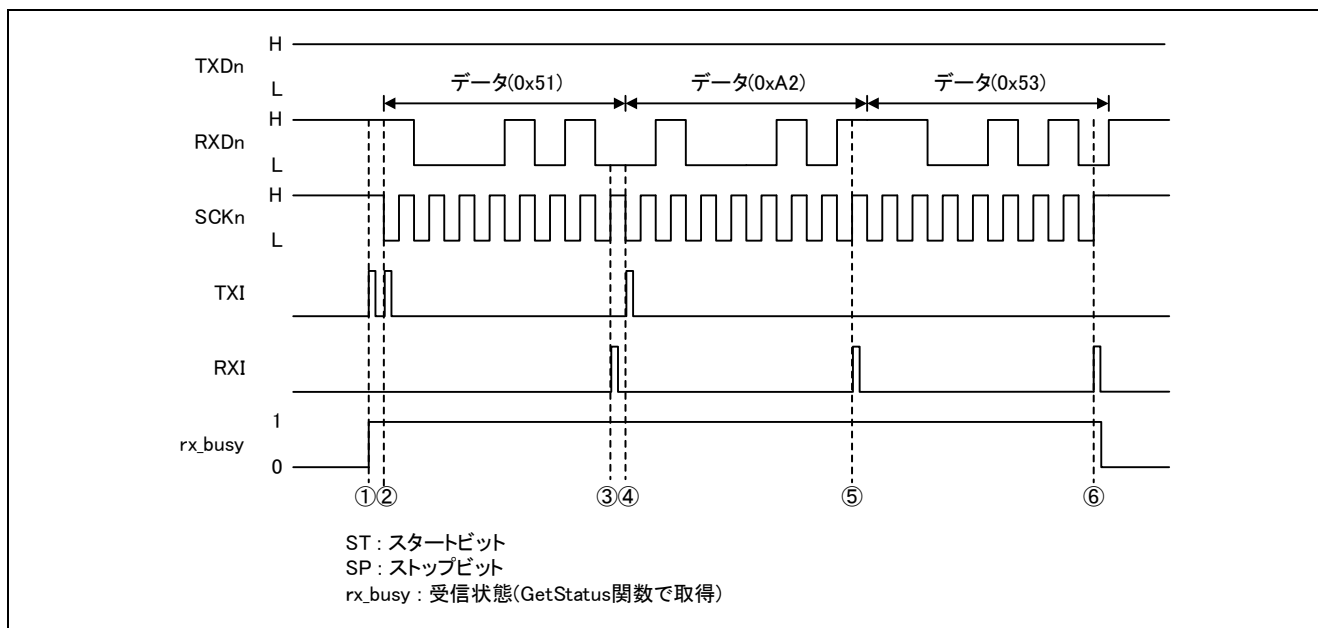 H
TXDn
L
データ(0x51)
データ(0xA2)
データ(0x53)
H
RXDn
L
H
SCKn
L
TXI
RXI
1
rx_busy
0
①②
③④
⑤
⑥
ST : スタートビット
SP : ストップビット
rx_busy : 受信状態(GetStatus関数で取得)